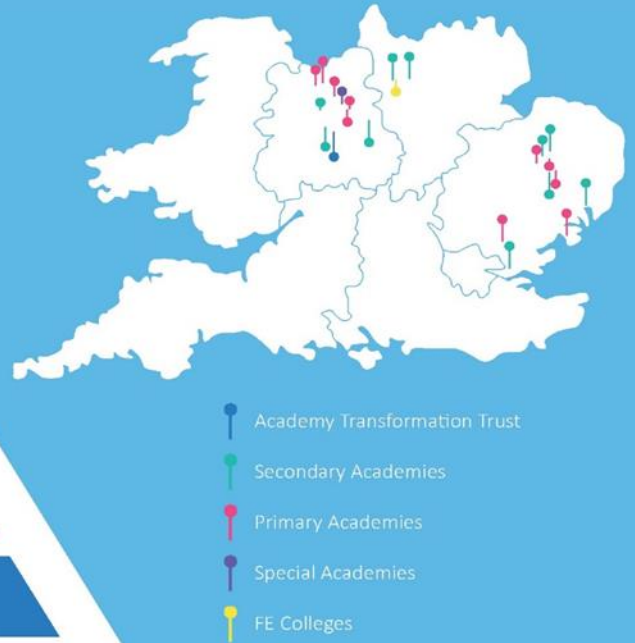 Academy Transformation Trust
Secondary Academies
Primary Academies
Special Academies
FE Colleges